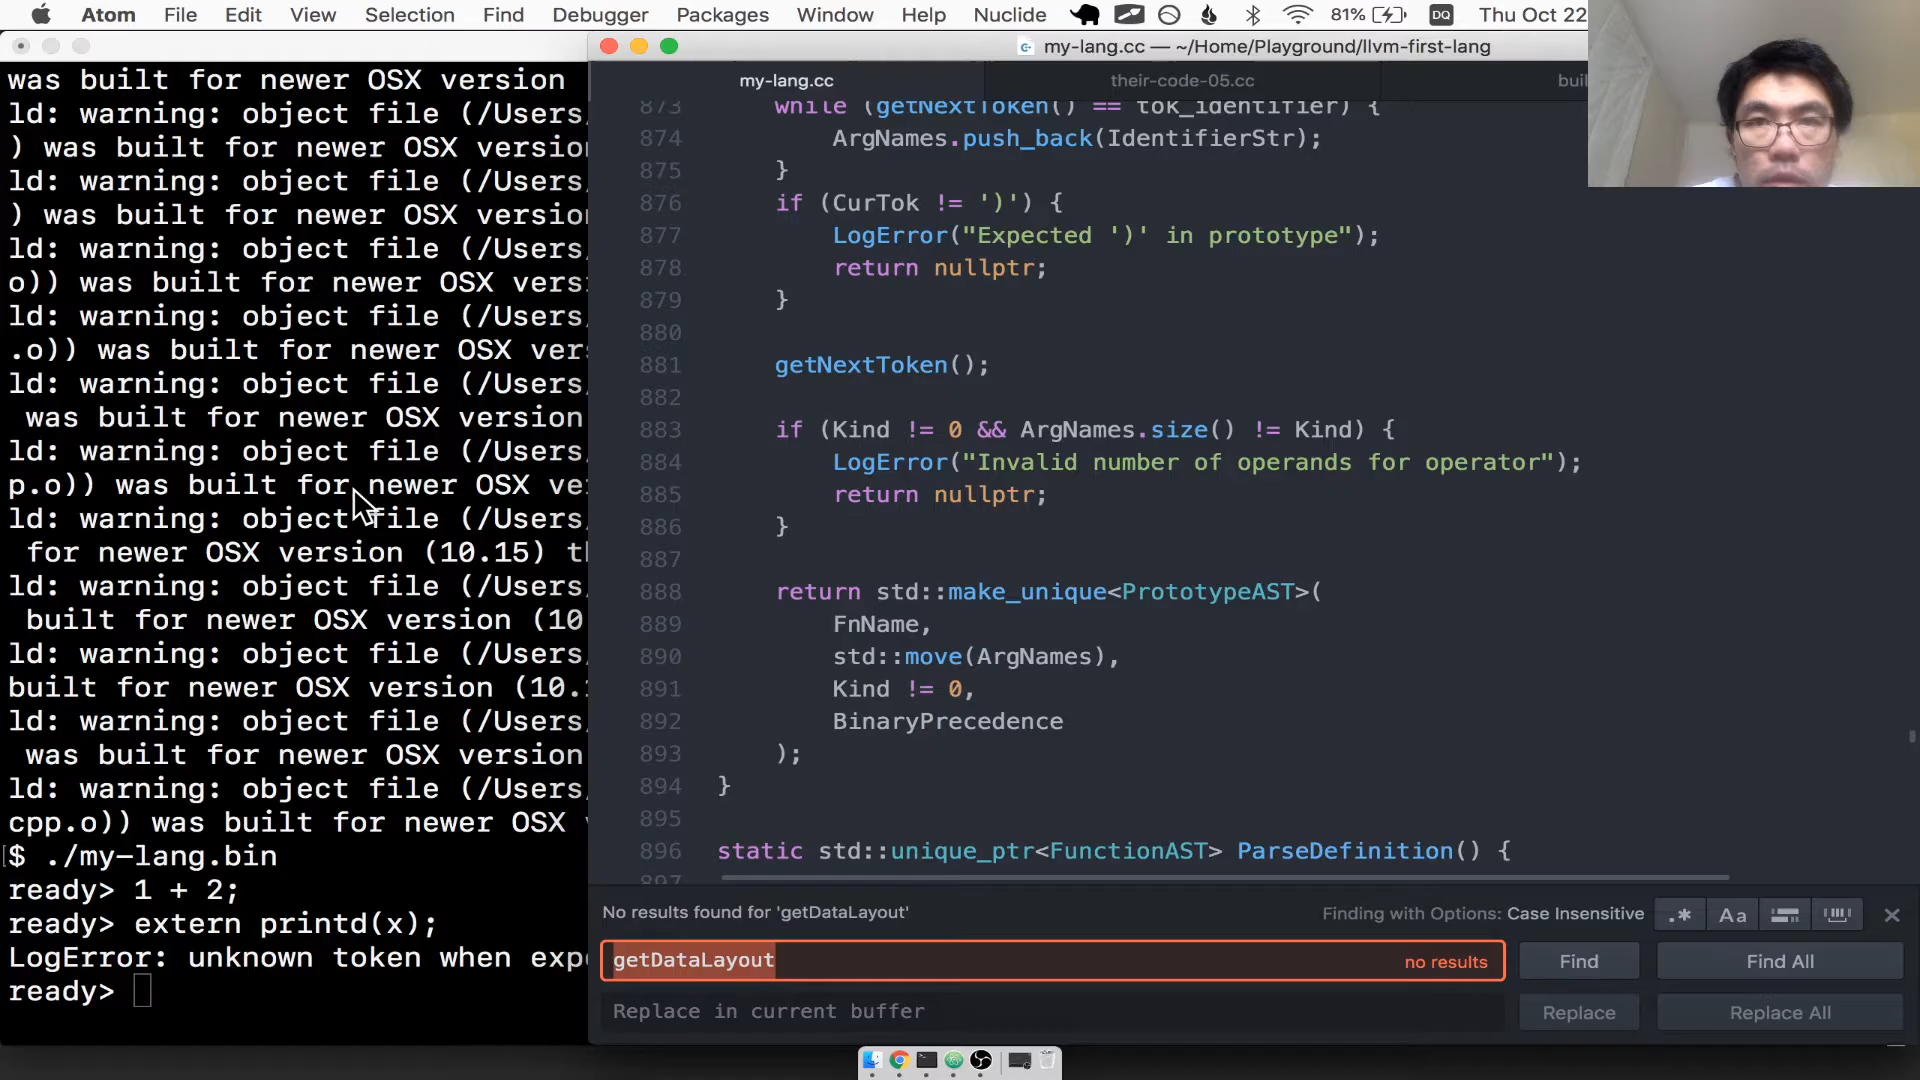 Atom File Edit View Selection Find Debugger Packages Window Help Nuclide 81% DQ Thu Oct 22
my-lang.cc — ~/Home/Playground/llvm-first-lang
my-lang.cc
their-code-05.cc
was built for newer OSX version
ld: warning: object file (/Users/
) was built for newer OSX version
ld: warning: object file (/Users/
) was built for newer OSX version
ld: warning: object file (/Users/
o)) was built for newer OSX vers
ld: warning: object file (/Users/
.o)) was built for newer OSX ver
ld: warning: object file (/Users/
was built for newer OSX version
ld: warning: object file (/Users/
p.o)) was built for newer OSX ve
ld: warning: object file (/Users/
for newer OSX version (10.15) t
ld: warning: object file (/Users/
built for newer OSX version (10
ld: warning: object file (/Users/
built for newer OSX version (10.
ld: warning: object file (/Users/
was built for newer OSX version
ld: warning: object file (/Users/
cpp.o)) was built for newer OSX
$ ./my-lang.bin
ready> 1 + 2;
ready> extern printd(x);
LogError: unknown token when exp
ready>
873 while (getNextToken() == tok_identifier) {
874 ArgNames.push_back(IdentifierStr);
875 }
876 if (CurTok != ')') {
877 LogError("Expected ')' in prototype");
878 return nullptr;
879 }
880
881 getNextToken();
882
883 if (Kind != 0 && ArgNames.size() != Kind) {
884 LogError("Invalid number of operands for operator");
885 return nullptr;
886 }
887
888 return std::make_unique<PrototypeAST>(
889 FnName,
890 std::move(ArgNames),
891 Kind != 0,
892 BinaryPrecedence
893 );
894 }
895
896 static std::unique_ptr<FunctionAST> ParseDefinition() {
897
No results found for 'getDataLayout'
Finding with Options: Case Insensitive
.* Aa
getDataLayout
no results
Find
Find All
Replace in current buffer
Replace
Replace All